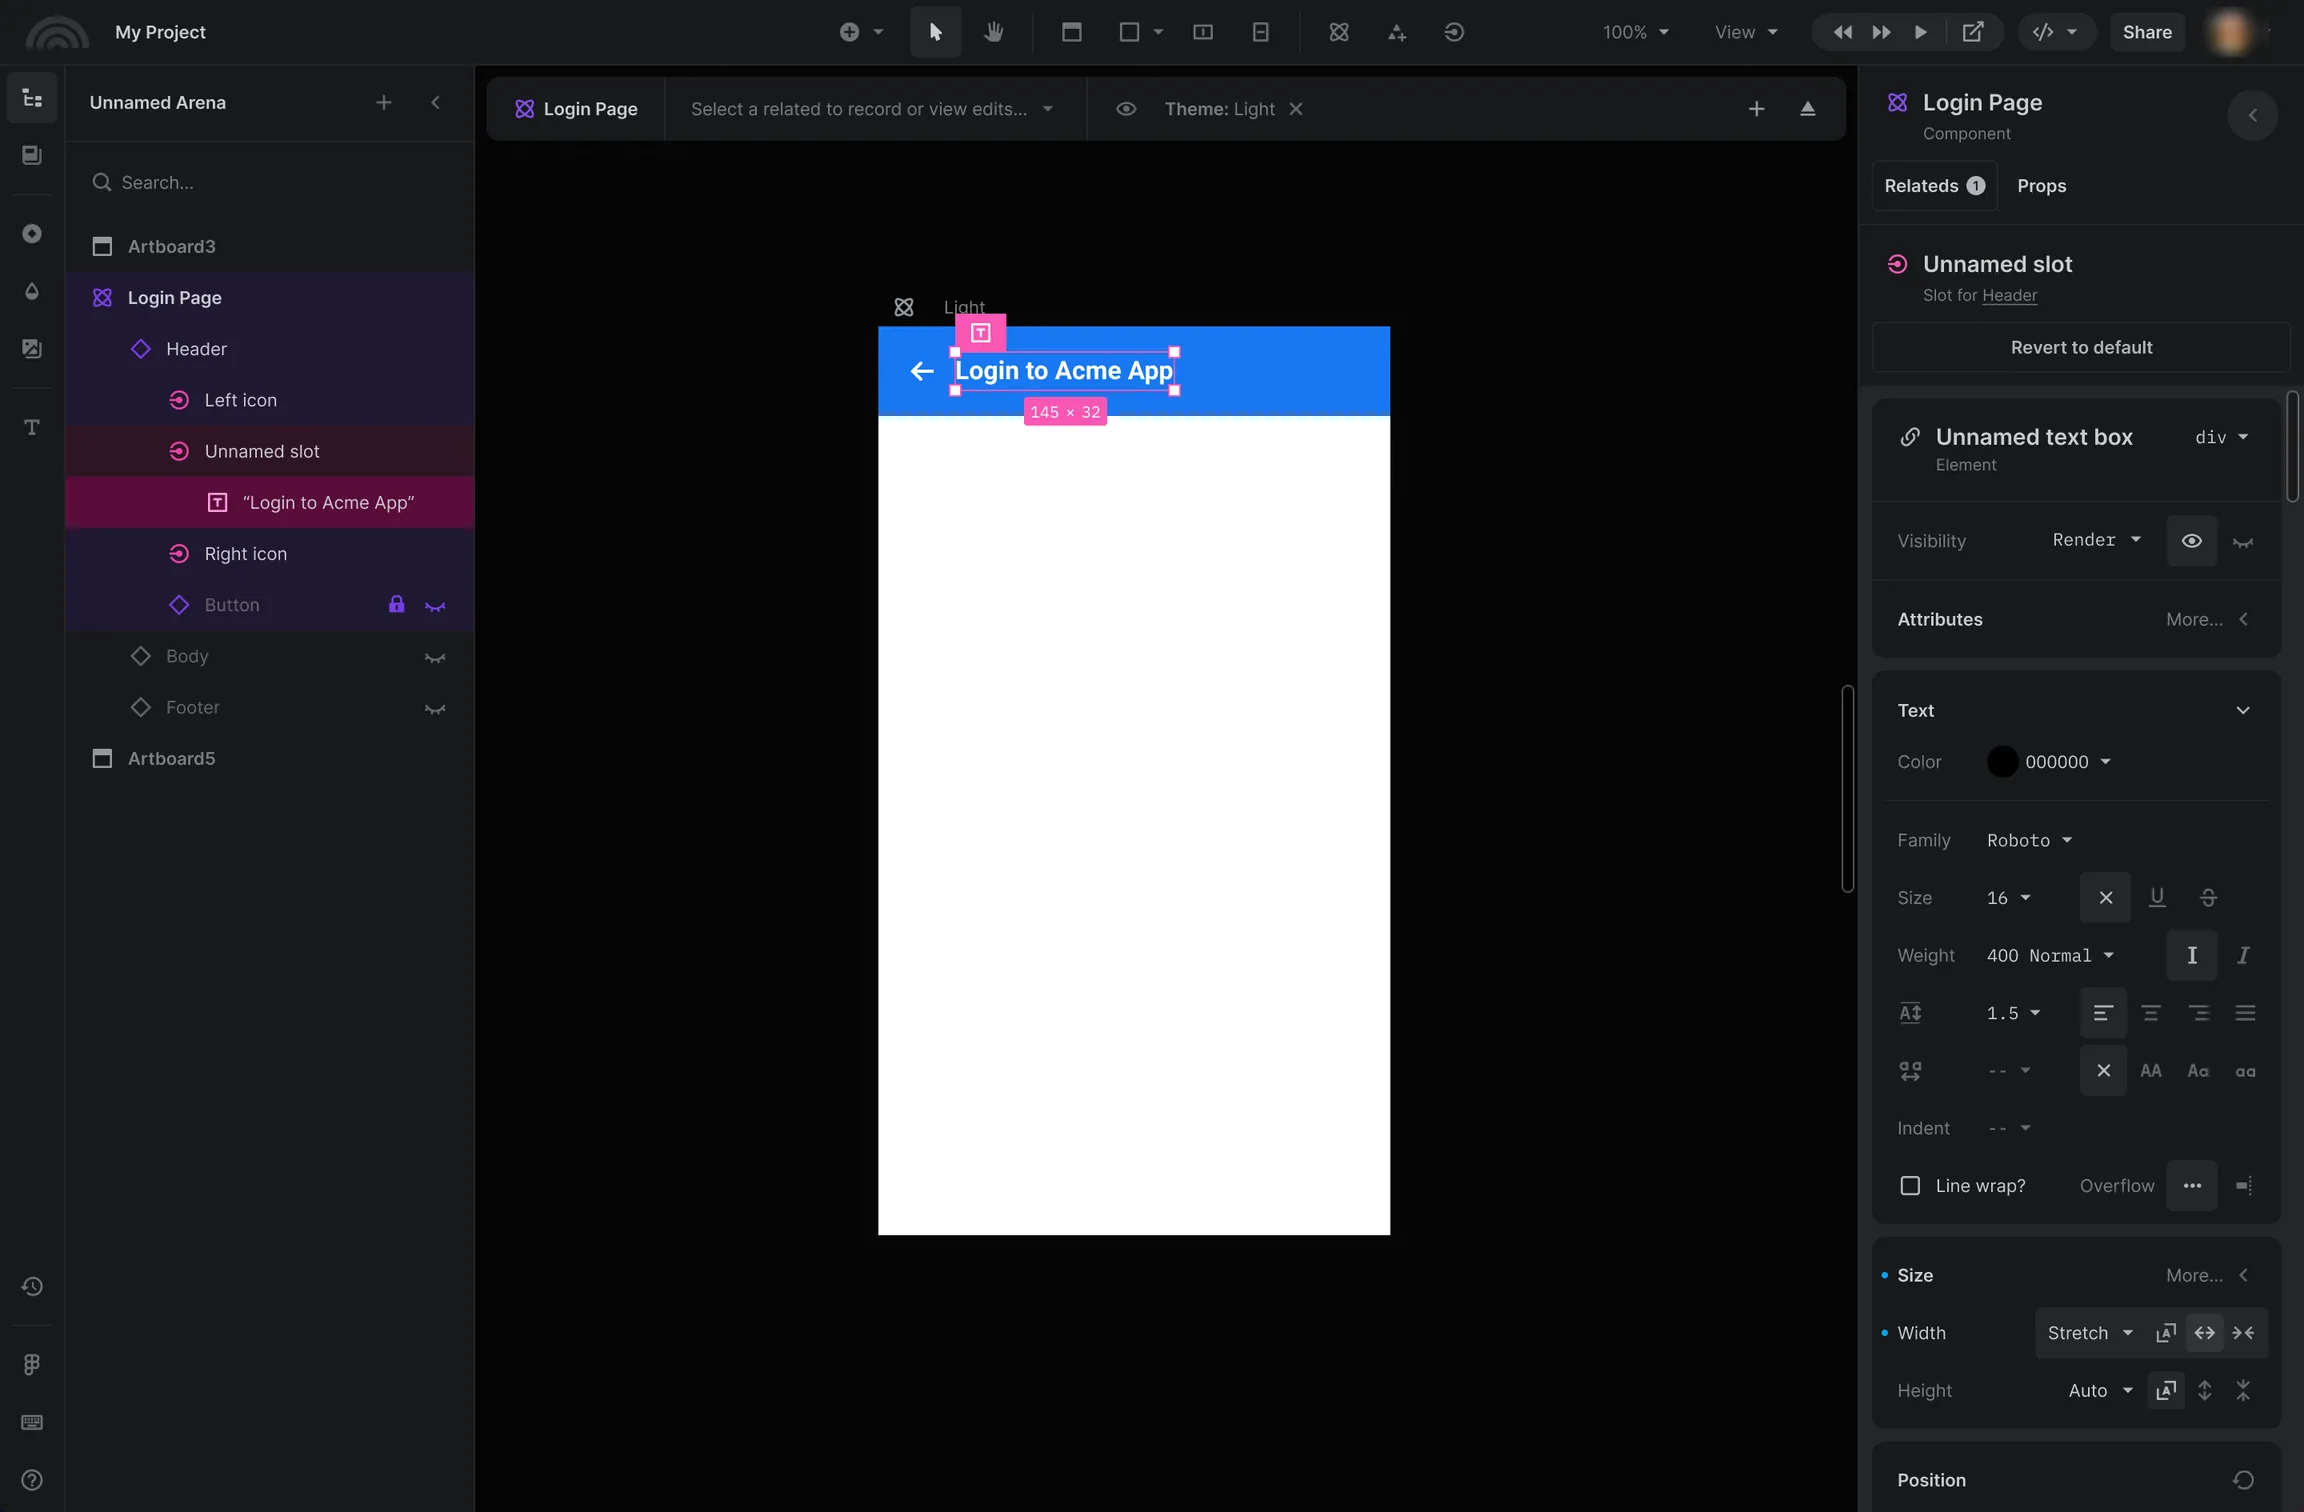 My Project
100%
View
Share
Unnamed Arena
Search...
Artboard3
Login Page
Header
Left icon
Unnamed slot
“Login to Acme App”
Right icon
Button
Body
Footer
Artboard5
Login Page
Select a related to record or view edits...
Theme: Light
Light
Login to Acme App
145 × 32
Login Page
Component
Relateds 1
Props
Unnamed slot
Slot for Header
Revert to default
Unnamed text box
div
Element
Visibility
Render
Attributes
More...
Text
Color
000000
Family
Roboto
Size
16
Weight
400 Normal
1.5
--
AA
Aa
aa
Indent
--
Line wrap?
Overflow
Size
More...
Width
Stretch
Height
Auto
Position